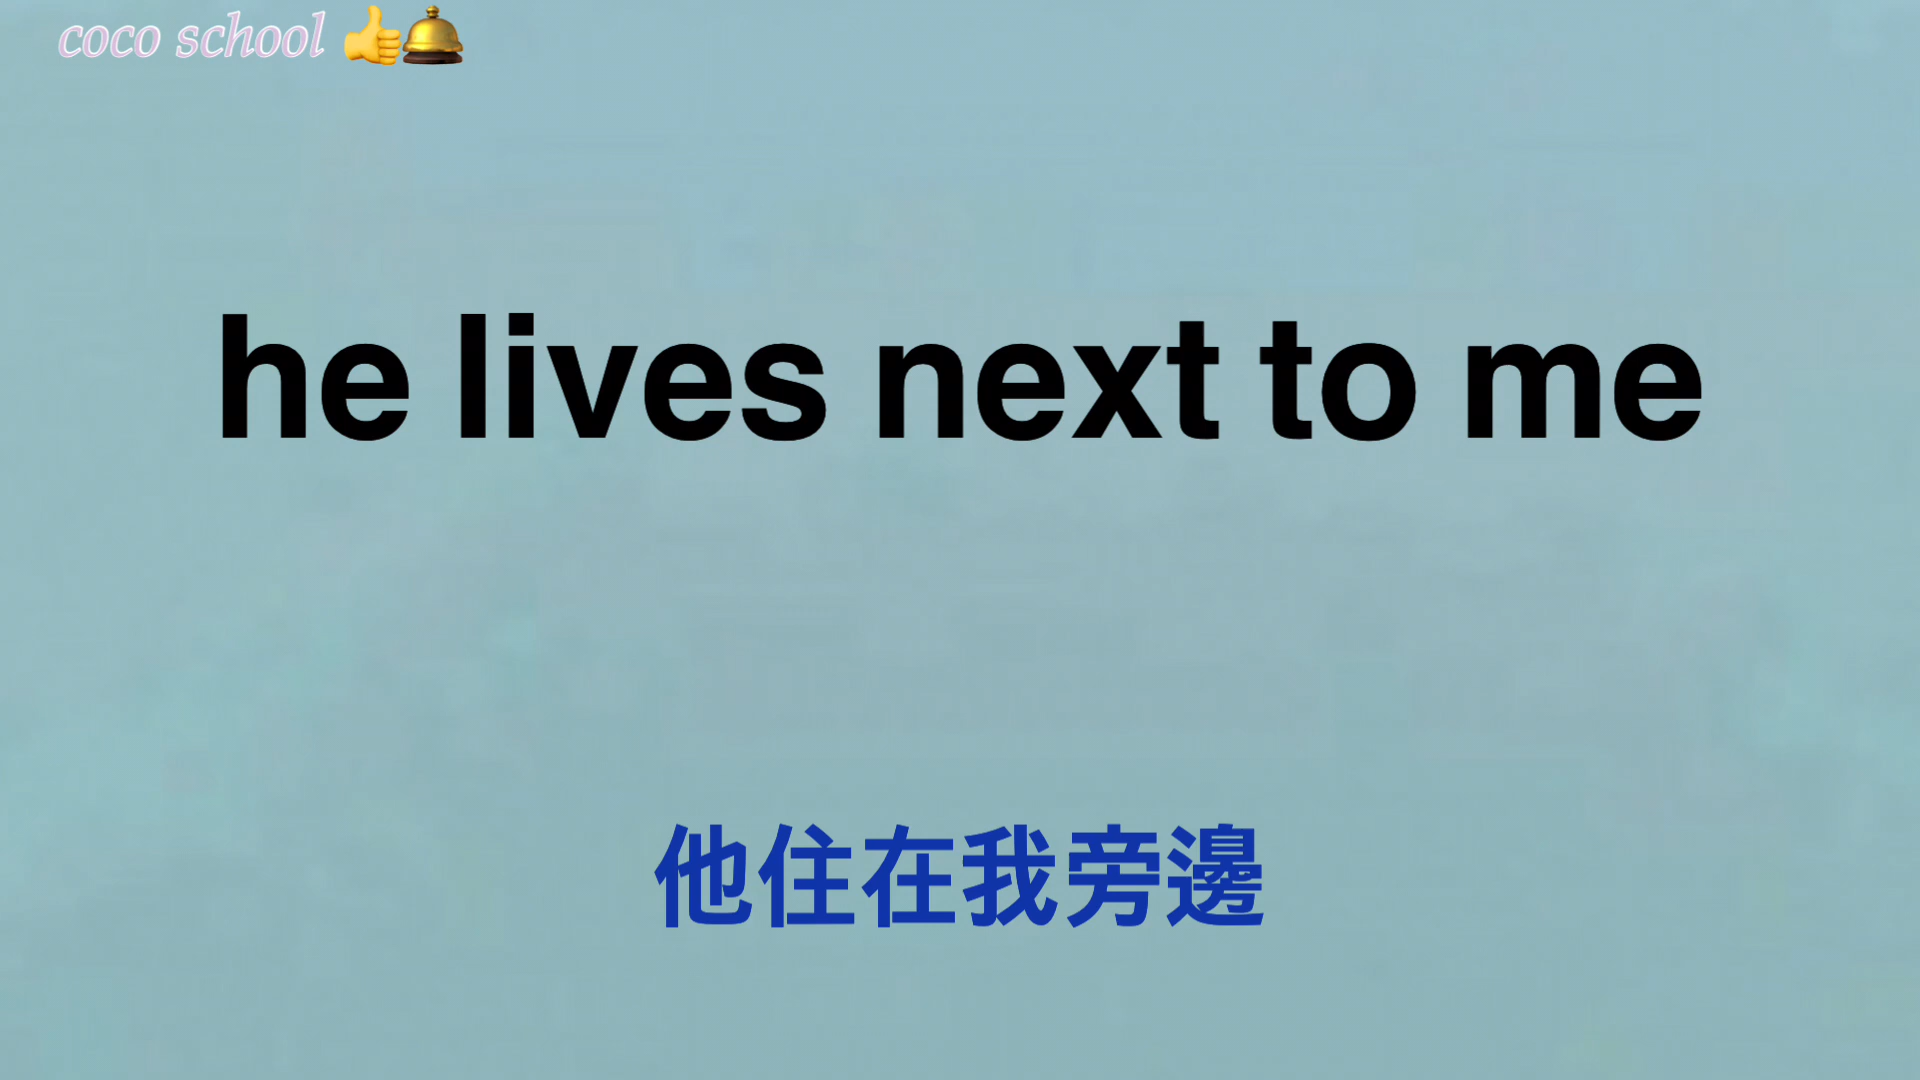 coco school 👍🛎️
he lives next to me
他住在我旁邊